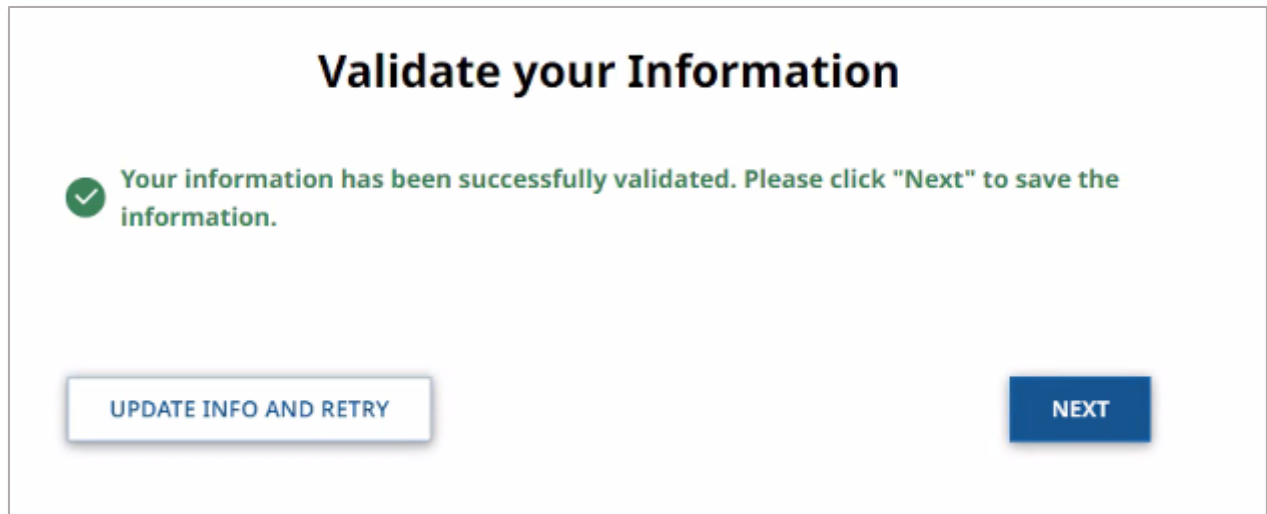 Validate your Information
Your information has been successfully validated. Please click "Next" to save the
information.
UPDATE INFO AND RETRY
NEXT